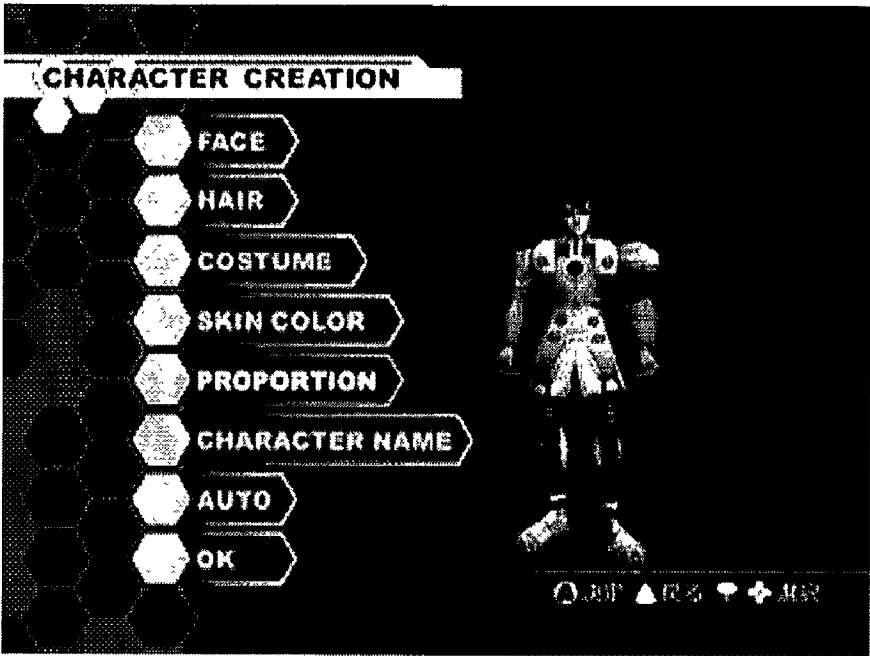 CHARACTER CREATION
FACE
HAIR
COSTUME
SKIN COLOR
PROPORTION
CHARACTER NAME
AUTO
OK
A